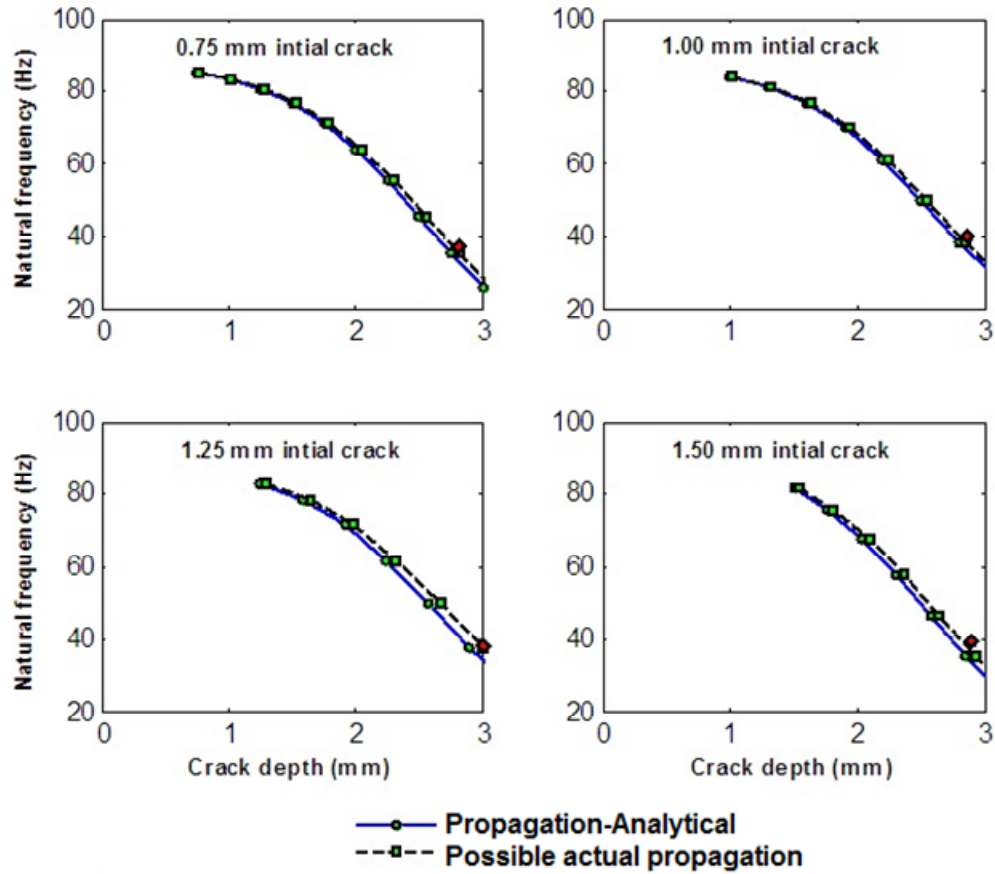 100
80
60
40
20
0 1 2 3
Natural frequency (Hz)
0.75 mm intial crack
100
80
60
40
20
0 1 2 3
1.00 mm intial crack
100
80
60
40
20
0 1 2 3
Natural frequency (Hz)
Crack depth (mm)
1.25 mm intial crack
100
80
60
40
20
0 1 2 3
Crack depth (mm)
1.50 mm intial crack
Propagation-Analytical
Possible actual propagation